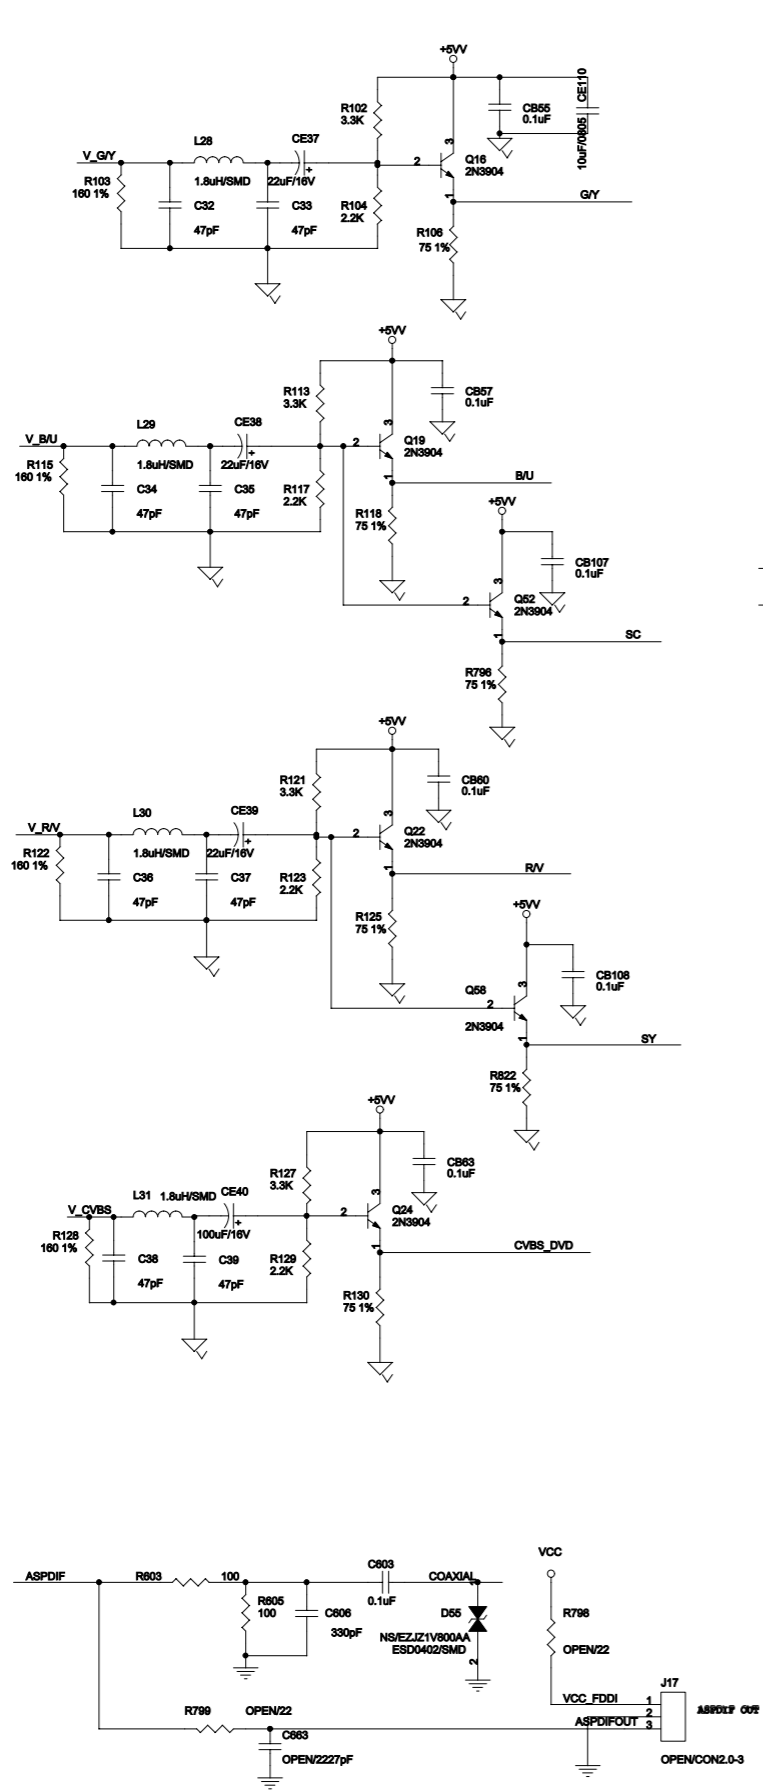 +5VV
CE110
10uF/0805
R102
3.3K
CB55
0.1uF
L28
CE37
3
Q16
2N3904
V_G/Y
2
R103
160 1%
1.8uH/SMD
22uF/16V
1
G/Y
C32
C33
R104
2.2K
47pF
47pF
R106
75 1%
+5VV
R113
3.3K
CB57
0.1uF
L29
CE38
3
Q19
2N3904
V_B/U
2
R115
160 1%
1.8uH/SMD
22uF/16V
1
B/U
C34
C35
R117
2.2K
47pF
47pF
R118
75 1%
+5VV
CB107
0.1uF
3
2
Q52
2N3904
1
SC
R796
75 1%
+5VV
R121
3.3K
CB60
0.1uF
L30
CE39
3
Q22
2N3904
V_R/V
2
R122
160 1%
1.8uH/SMD
22uF/16V
1
R/V
C36
C37
R123
2.2K
47pF
47pF
R125
75 1%
+5VV
CB108
0.1uF
Q58
3
2
2N3904
1
SY
R822
75 1%
+5VV
R127
3.3K
CB63
0.1uF
L31
1.8uH/SMD
CE40
3
Q24
2N3904
V_CVBS
2
R128
160 1%
100uF/16V
1
CVBS_DVD
C38
C39
R129
2.2K
47pF
47pF
R130
75 1%
VCC
ASPDIF
R603
100
C603
0.1uF
COAXIAL
1
R605
100
C606
330pF
D55
NS/EZJZ1V800AA
ESD0402/SMD
2
R798
OPEN/22
J17
VCC_FDDI
1
2
3
ASPDIF OUT
ASPDIFOUT
R799
OPEN/22
C663
OPEN/2227pF
OPEN/CON2.0-3